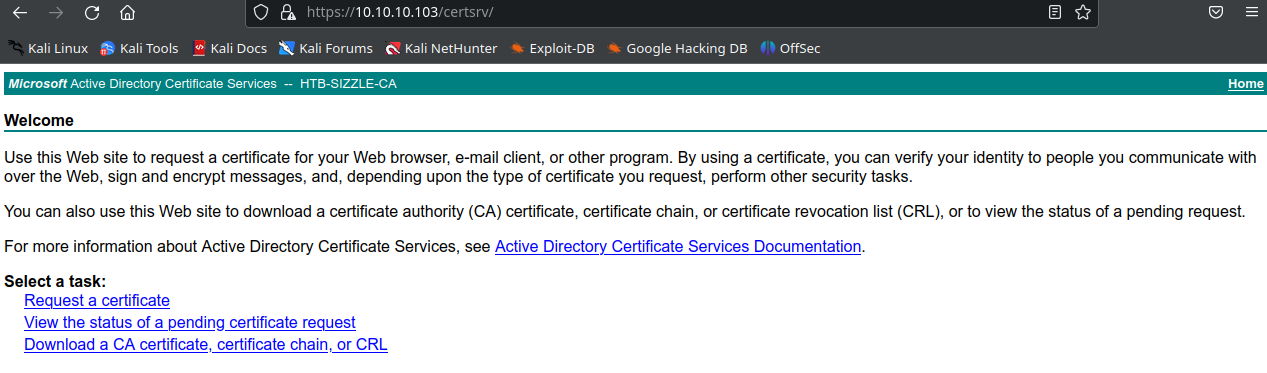 https://10.10.10.103/certsrv/
Kali Linux Kali Tools Kali Docs Kali Forums Kali NetHunter Exploit-DB Google Hacking DB OffSec
Microsoft Active Directory Certificate Services -- HTB-SIZZLE-CA Home
Welcome
Use this Web site to request a certificate for your Web browser, e-mail client, or other program. By using a certificate, you can verify your identity to people you communicate with
over the Web, sign and encrypt messages, and, depending upon the type of certificate you request, perform other security tasks.
You can also use this Web site to download a certificate authority (CA) certificate, certificate chain, or certificate revocation list (CRL), or to view the status of a pending request.
For more information about Active Directory Certificate Services, see Active Directory Certificate Services Documentation.
Select a task:
Request a certificate
View the status of a pending certificate request
Download a CA certificate, certificate chain, or CRL